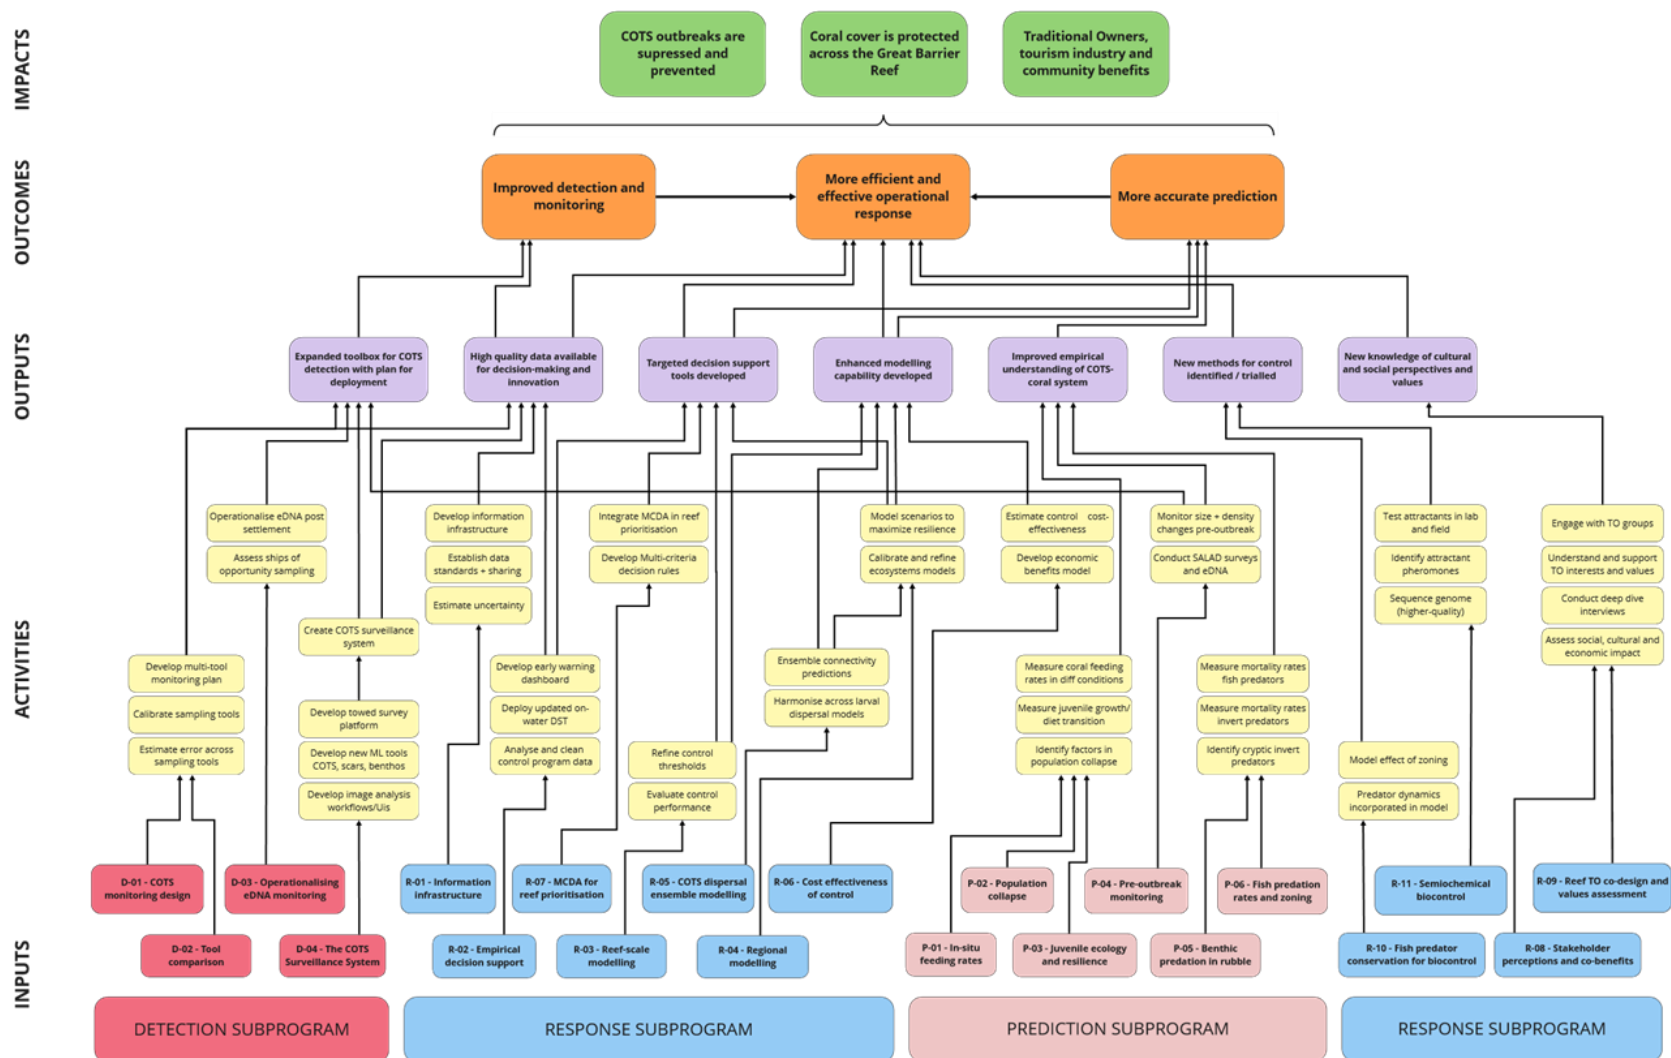 IMPACTS
COTS outbreaks are
supressed and
prevented
Coral cover is protected
across the Great Barrier
Reef
Traditional Owners,
tourism industry and
community benefits
OUTCOMES
Improved detection and
monitoring
More efficient and
effective operational
response
More accurate prediction
OUTPUTS
Expanded toolbox for COTS
detection with plan for
deployment
High quality data available
for decision-making and
innovation
Targeted decision support
tools developed
Enhanced modelling
capability developed
Improved empirical
understanding of COTS-
coral system
New methods for control
identified / trialled
New knowledge of cultural
and social perspectives and
values
ACTIVITIES
Operationalise eDNA post
settlement
Assess ships of
opportunity sampling
Develop information
infrastructure
Establish data
standards + sharing
Estimate uncertainty
Integrate MCDA in reef
prioritisation
Develop Multi-criteria
decision rules
Model scenarios to
maximize resilience
Calibrate and refine
ecosystems models
Estimate control cost-
effectiveness
Develop economic
benefits model
Monitor size + density
changes pre-outbreak
Conduct SALAD surveys
and eDNA
Test attractants in lab
and field
Identify attractant
pheromones
Sequence genome
(higher-quality)
Engage with TO groups
Understand and support
TO interests and values
Conduct deep dive
interviews
Assess social, cultural and
economic impact
Create COTS surveillance
system
Develop multi-tool
monitoring plan
Calibrate sampling tools
Estimate error across
sampling tools
Develop towed survey
platform
Develop new ML tools
COTS, scars, benthos
Develop image analysis
workflows/Uis
Develop early warning
dashboard
Deploy updated on-
water DST
Analyse and clean
control program data
Refine control
thresholds
Evaluate control
performance
Ensemble connectivity
predictions
Harmonise across larval
dispersal models
Measure coral feeding
rates in diff conditions
Measure juvenile growth/
diet transition
Identify factors in
population collapse
Measure mortality rates
fish predators
Measure mortality rates
invert predators
Identify cryptic invert
predators
Model effect of zoning
Predator dynamics
incorporated in model
INPUTS
D-01 - COTS
monitoring design
D-03 - Operationalising
eDNA monitoring
R-01 - Information
infrastructure
R-07 - MCDA for
reef prioritisation
R-05 - COTS dispersal
ensemble modelling
R-06 - Cost effectiveness
of control
P-02 - Population
collapse
P-04 - Pre-outbreak
monitoring
P-06 - Fish predation
rates and zoning
R-11 - Semiochemical
biocontrol
R-09 - Reef TO co-design and
values assessment
D-02 - Tool
comparison
D-04 - The COTS
Surveillance System
R-02 - Empirical
decision support
R-03 - Reef-scale
modelling
R-04 - Regional
modelling
P-01 - In-situ
feeding rates
P-03 - Juvenile ecology
and resilience
P-05 - Benthic
predation in rubble
R-10 - Fish predator
conservation for biocontrol
R-08 - Stakeholder
perceptions and co-benefits
DETECTION SUBPROGRAM
RESPONSE SUBPROGRAM
PREDICTION SUBPROGRAM
RESPONSE SUBPROGRAM